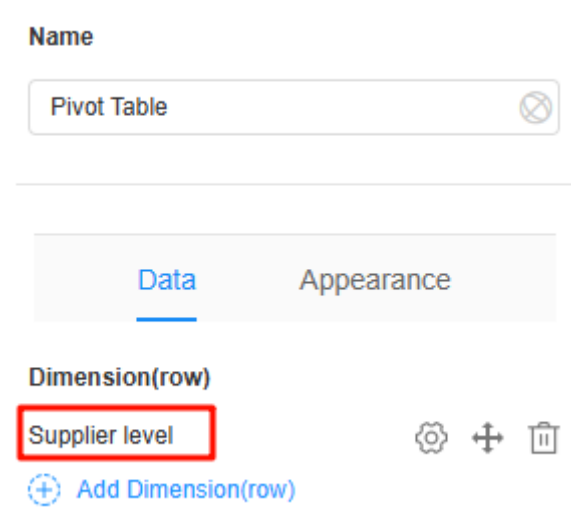 Name
Pivot Table
Data Appearance
Dimension(row)
Supplier level
Add Dimension(row)